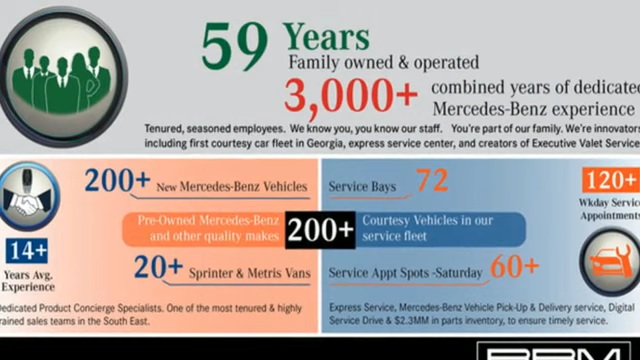 59 Years
Family owned & operated
3,000+ combined years of dedicated
Mercedes-Benz experience
Tenured, seasoned employees. We know you, you know our staff. You're part of our family. We're innovators
including first courtesy car fleet in Georgia, express service center, and creators of Executive Valet Service
200+ New Mercedes-Benz Vehicles
Pre-Owned Mercedes-Benz
and other quality makes
20+ Sprinter & Metris Vans
14+
Years Avg.
Experience
edicated Product Concierge Specialists. One of the most tenured & highly
rained sales teams in the South East.
200+
Service Bays 72
Courtesy Vehicles in our
service fleet
Service Appt Spots -Saturday 60+
120+
Wkday Service
Appointments
Express Service, Mercedes-Benz Vehicle Pick-Up & Delivery service, Digital
Service Drive & $2.3MM in parts inventory, to ensure timely service.